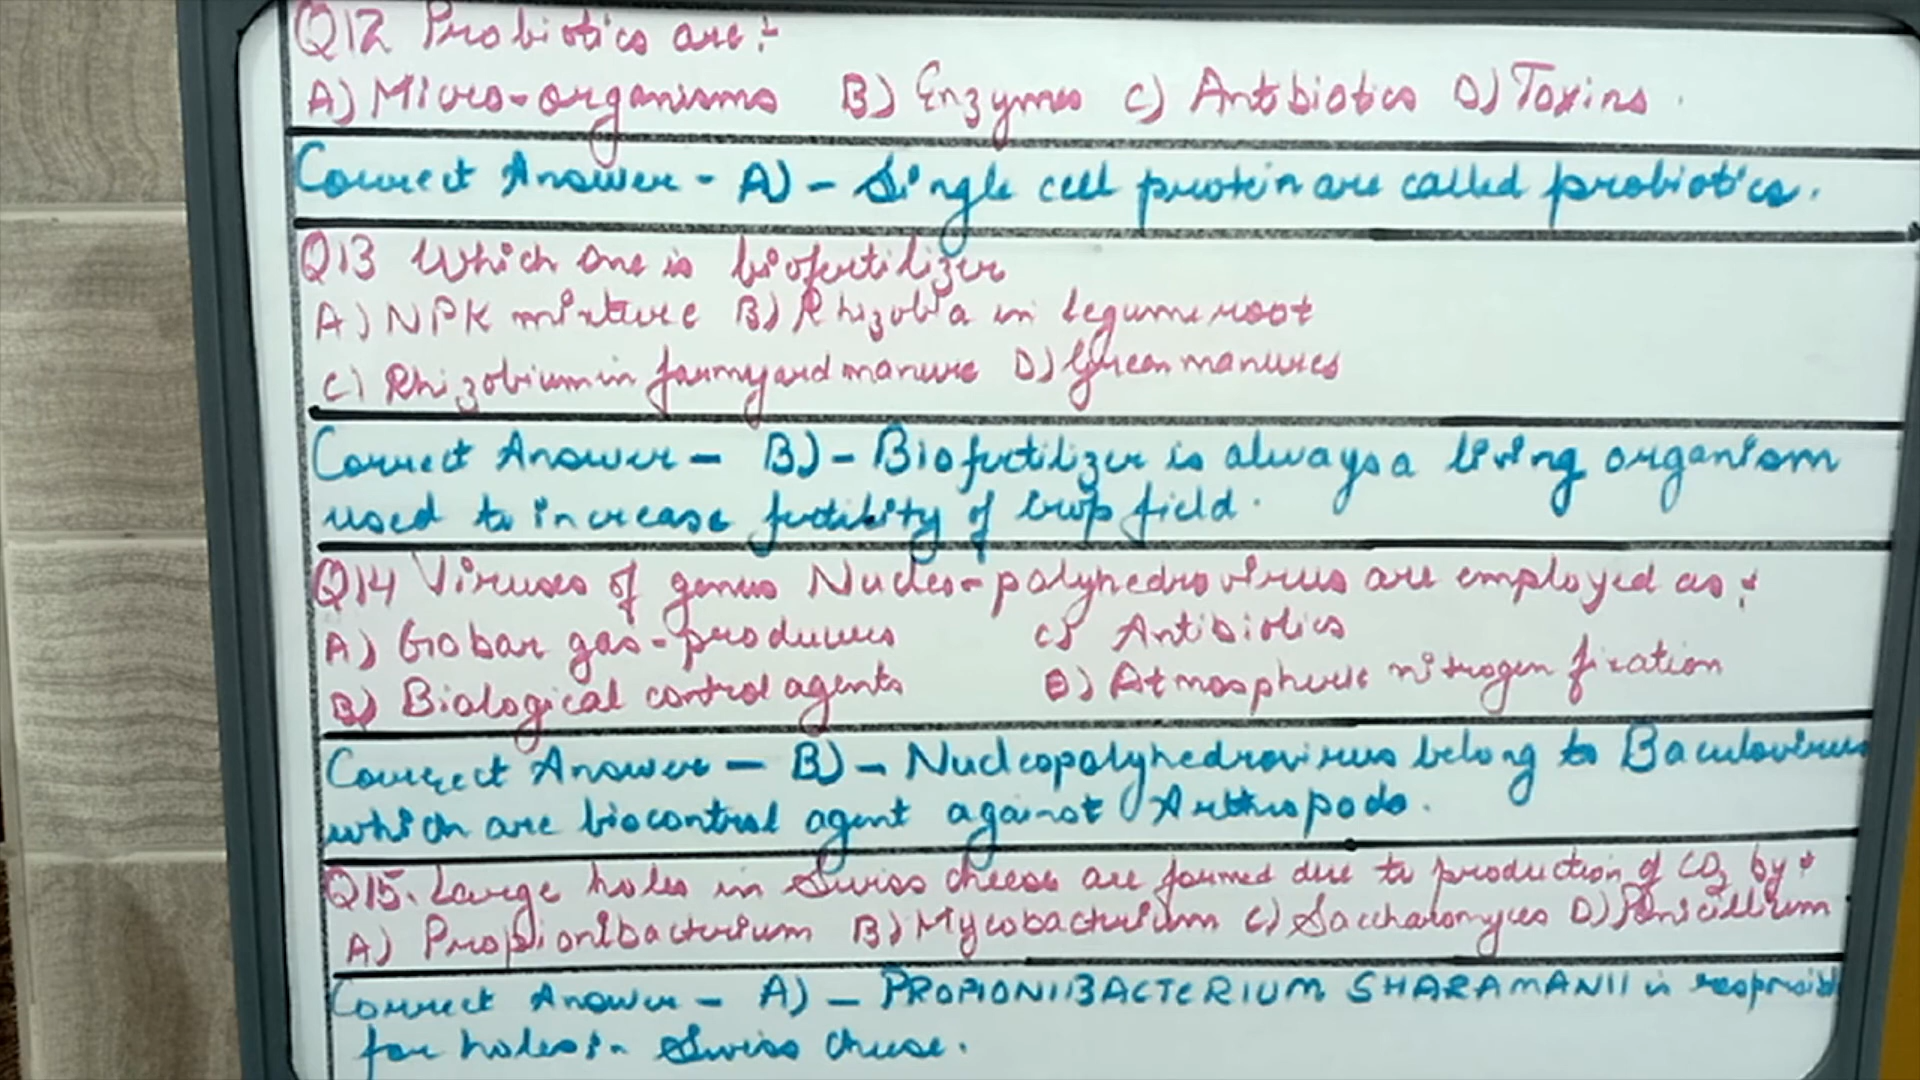 Q12 Probiotics are:-
A) Micro-organisms B) Enzymes C) Antibiotics D) Toxins.
Correct Answer - A) - Single cell protein are called probiotics.
Q13 Which one is biofertilizer
A) NPK mixture B) Rhizobia in legume root
C) Rhizobium in farmyard manure D) Green manures
Correct Answer - B) - Biofertilizer is always a living organism
used to increase fertility of crop field.
Q14 Viruses of genus Nucleo-polyhedrovirus are employed as:
A) Gobar gas-producers C) Antibiotics
B) Biological control agents D) Atmospheric nitrogen fixation
Correct Answer - B) - Nucleopolyhedrovirus belong to Baculovirus
which are biocontrol agent against Arthropods.
Q15. Large holes in Swiss cheese are formed due to production of CO2 by:
A) Propionibacterium B) Mycobacterium C) Saccharomyces D) Penicillium
Correct Answer - A) - PROPIONIBACTERIUM SHARAMANII is
for holes in Swiss cheese.